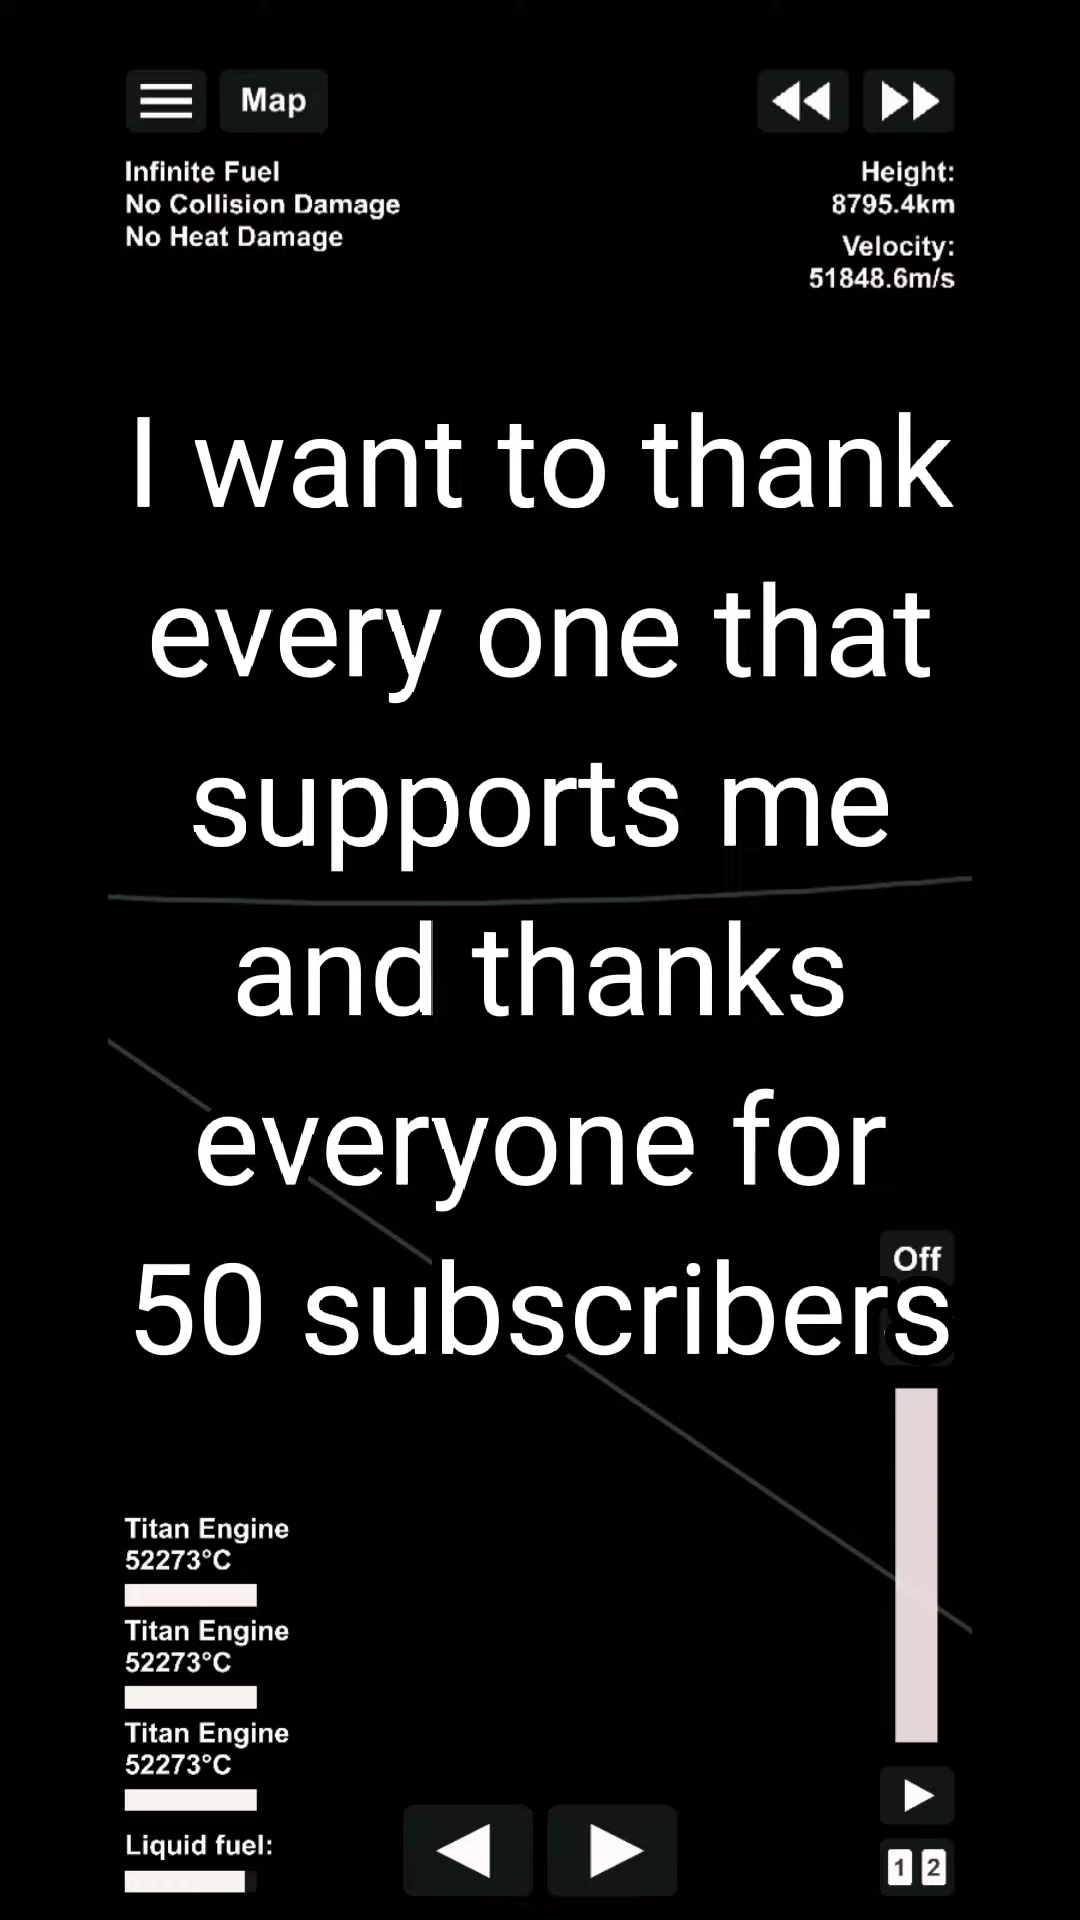 Map
Infinite Fuel
No Collision Damage
No Heat Damage
Height:
8795.4km
Velocity:
51848.6m/s
I want to thank
every one that
supports me
and thanks
everyone for
50 subscribers
Off
Titan Engine
52273°C
Titan Engine
52273°C
Titan Engine
52273°C
Liquid fuel:
1 2